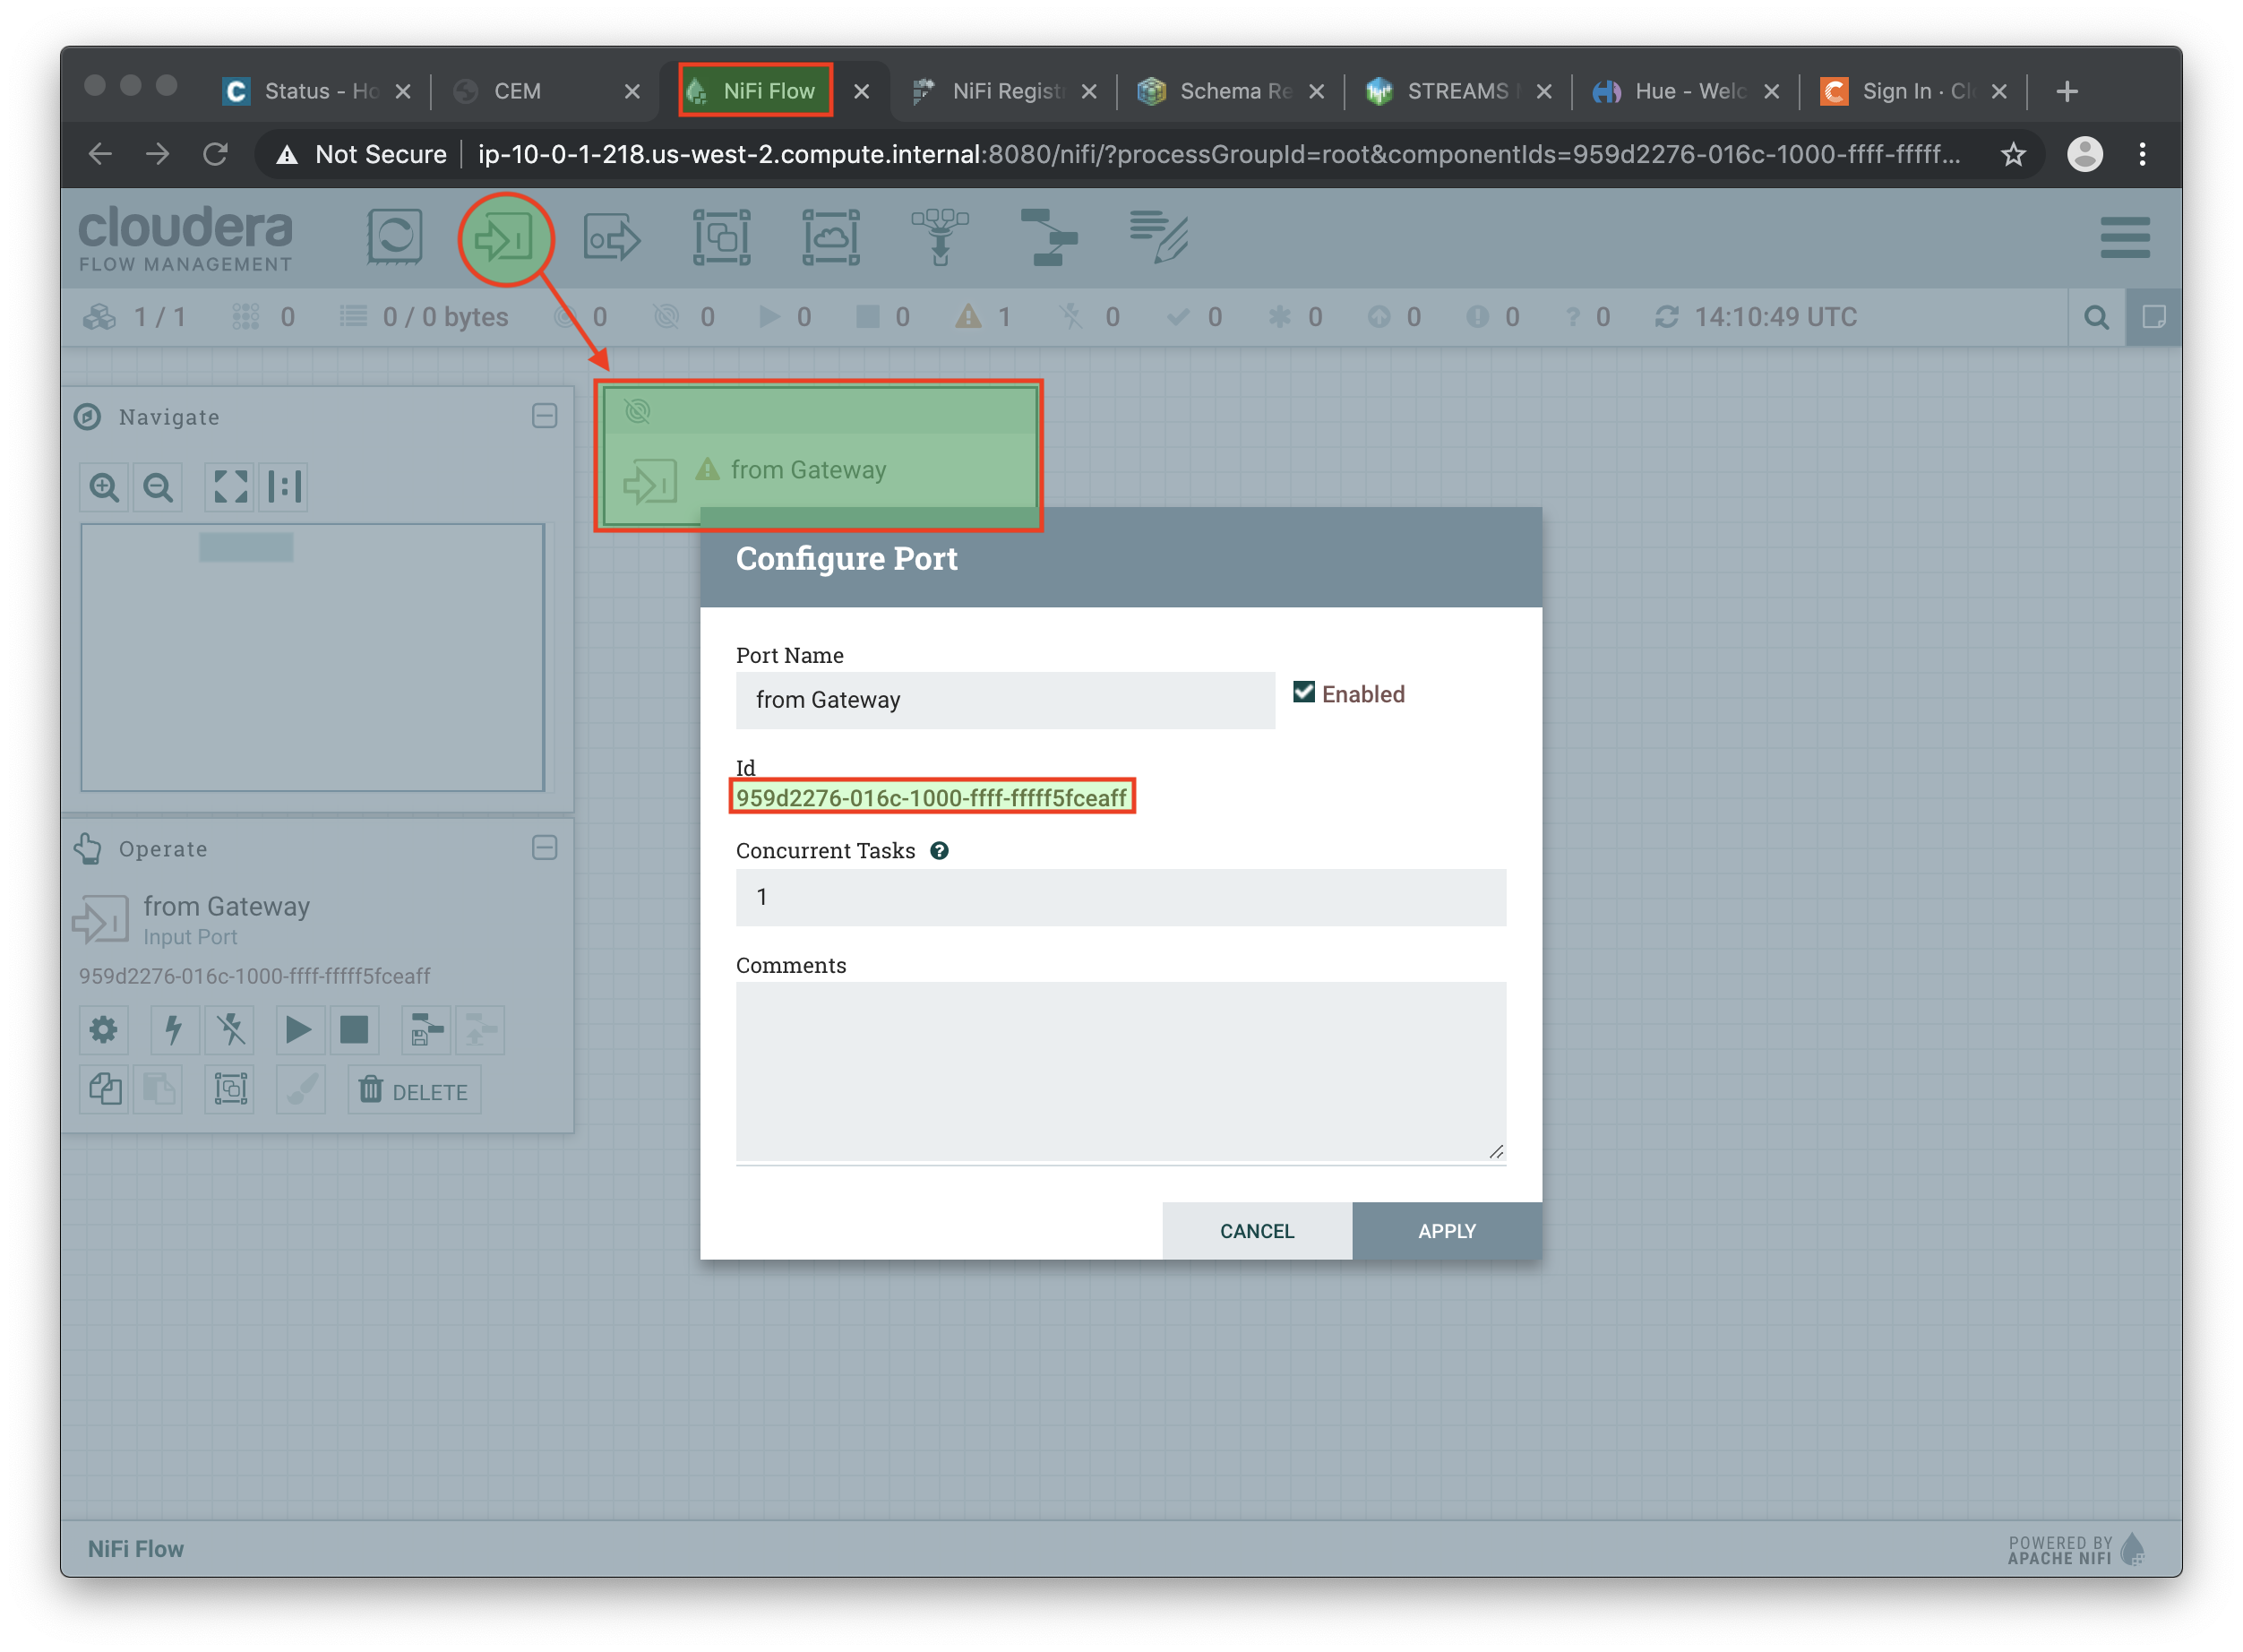 Status - Ho
CEM
NiFi Flow
NiFi Registr
Schema Re
STREAMS
Hue - Welc
Sign In · Clo
Not Secure
ip-10-0-1-218.us-west-2.compute.internal:8080/nifi/?processGroupId=root&componentIds=959d2276-016c-1000-ffff-fffff...
cloudera
FLOW MANAGEMENT
1 / 1
0
0 / 0 bytes
0
0
0
0
1
0
0
0
0
0
? 0
14:10:49 UTC
Navigate
from Gateway
Configure Port
Port Name
from Gateway
Enabled
Id
959d2276-016c-1000-ffff-fffff5fceaff
Concurrent Tasks ?
1
Comments
CANCEL
APPLY
Operate
from Gateway
Input Port
959d2276-016c-1000-ffff-fffff5fceaff
DELETE
NiFi Flow
POWERED BY
APACHE NIFI